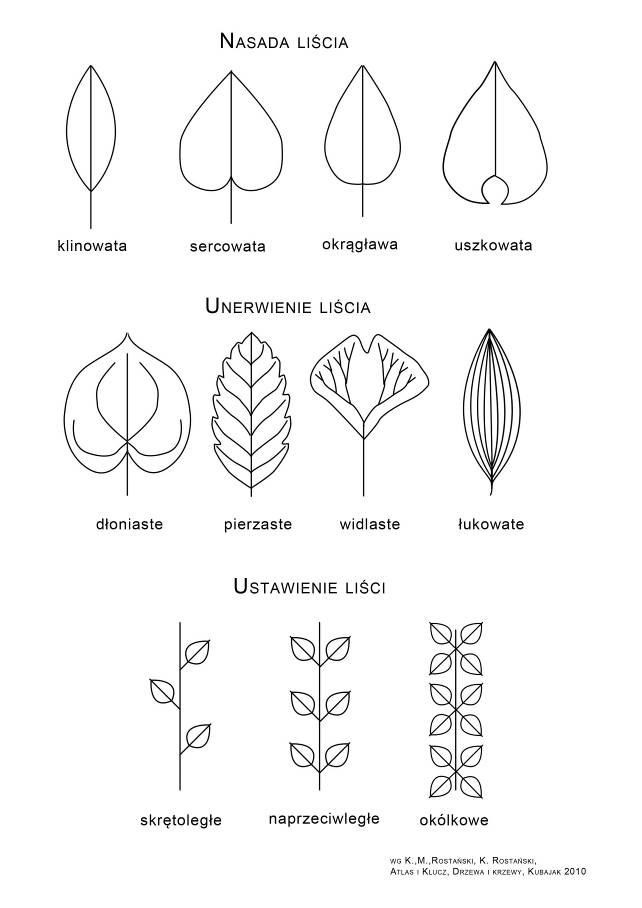 Nasada liścia
klinowata sercowata okrągława uszkowata
Unerwienie liścia
dłoniaste pierzaste widlaste łukowate
Ustawienie liści
skrętoległe naprzeciwległe okólkowe
wg K.,M.,Rostański, K. Rostański,
Atlas i Klucz, Drzewa i krzewy, Kubajak 2010